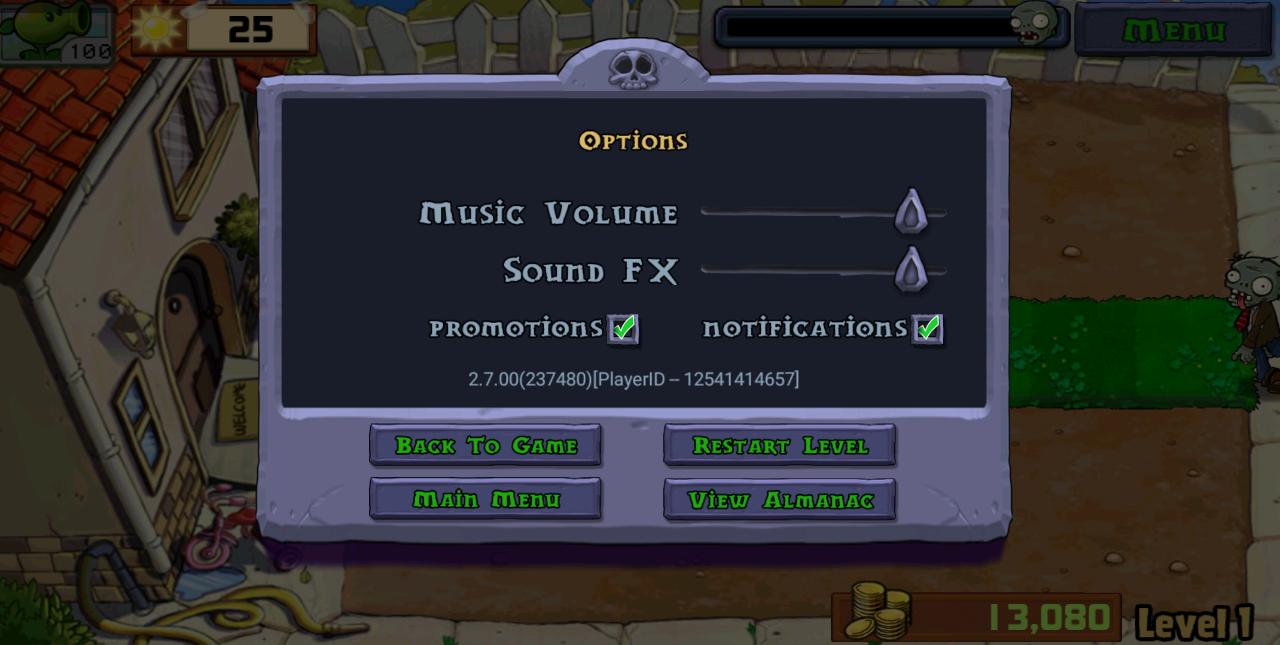 100
25
Menu
Options
Music Volume
Sound FX
Promotions
Notifications
2.7.00(237480)[PlayerID – 12541414657]
WELCOME
Back To Game
Restart Level
Main Menu
View Almanac
13,080
Level 1